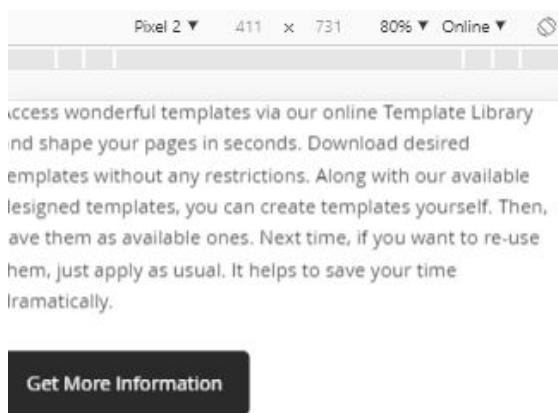 Pixel 2 ▼ 411 x 731 80% ▼ Online ▼
ccess wonderful templates via our online Template Library
nd shape your pages in seconds. Download desired
emplates without any restrictions. Along with our available
esigned templates, you can create templates yourself. Then,
ave them as available ones. Next time, if you want to re-use
hem, just apply as usual. It helps to save your time
ramatically.
Get More Information